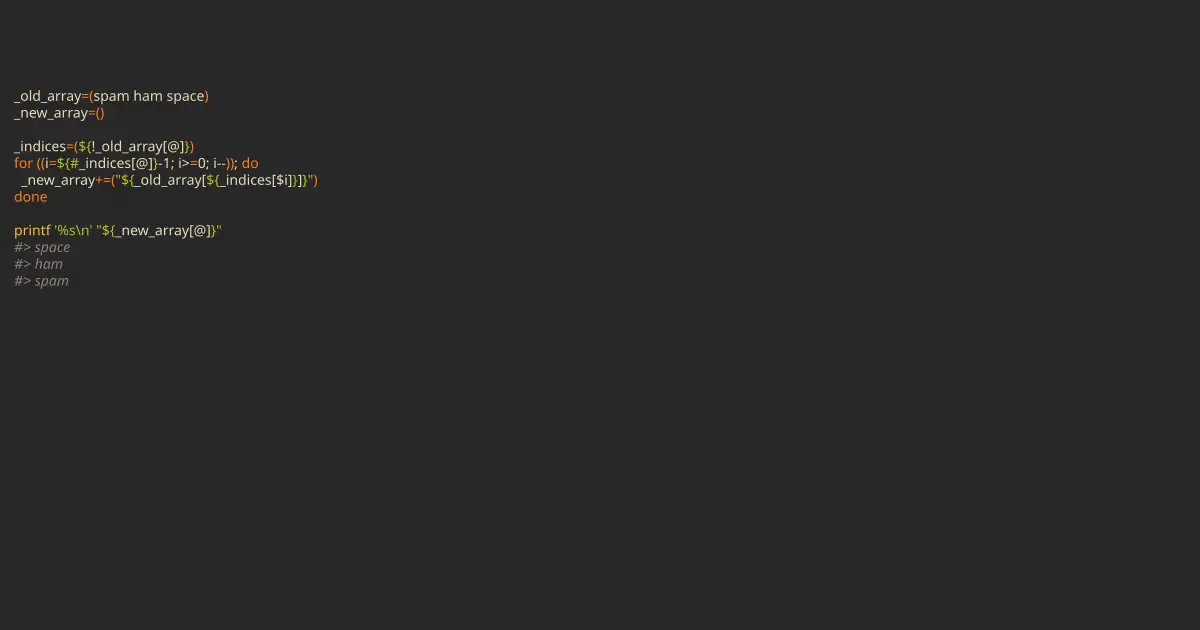 _old_array=(spam ham space)
_new_array=()

_indices=(${!_old_array[@]})
for ((i=${#_indices[@]}-1; i>=0; i--)); do
  _new_array+=("${_old_array[${_indices[$i]}]}")
done

printf '%s\n' "${_new_array[@]}"
#> space
#> ham
#> spam